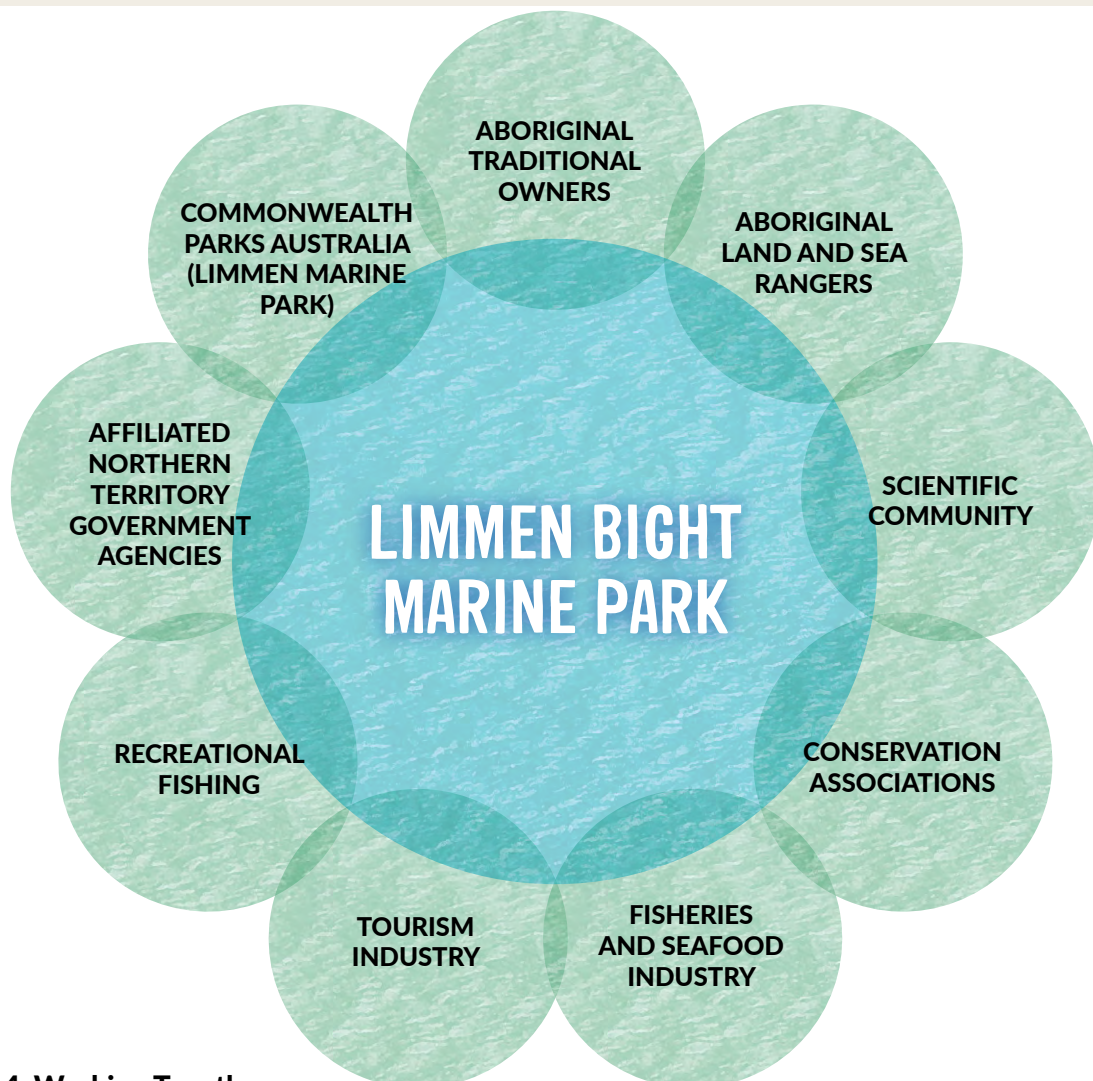 ABORIGINAL
TRADITIONAL
OWNERS
COMMONWEALTH
PARKS AUSTRALIA
(LIMMEN MARINE
PARK)
ABORIGINAL
LAND AND SEA
RANGERS
AFFILIATED
NORTHERN
TERRITORY
GOVERNMENT
AGENCIES
SCIENTIFIC
COMMUNITY
LIMMEN BIGHT
MARINE PARK
RECREATIONAL
FISHING
CONSERVATION
ASSOCIATIONS
TOURISM
INDUSTRY
FISHERIES
AND SEAFOOD
INDUSTRY